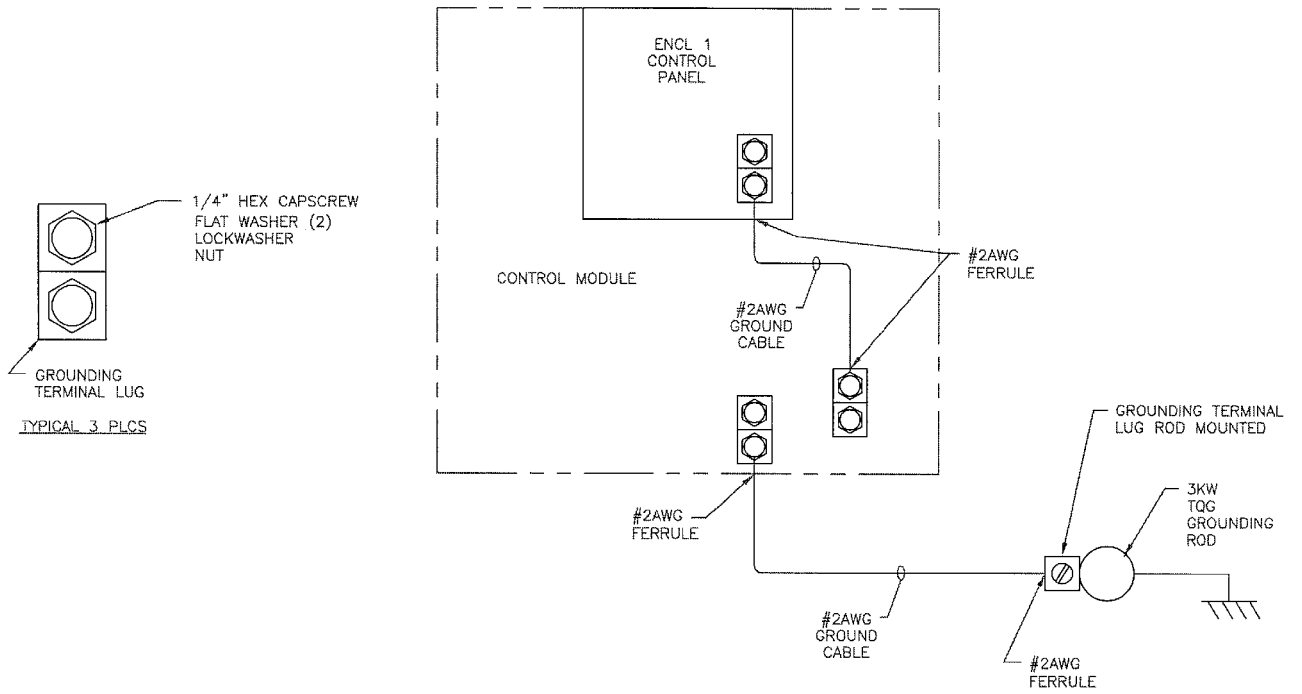 ENCL 1
CONTROL
PANEL
1/4" HEX CAPSCREW
FLAT WASHER (2)
LOCKWASHER
NUT
GROUNDING
TERMINAL LUG
TYPICAL 3 PLCS
CONTROL MODULE
#2AWG
GROUND
CABLE
#2AWG
FERRULE
#2AWG
FERRULE
GROUNDING TERMINAL
LUG ROD MOUNTED
3KW
TQG
GROUNDING
ROD
#2AWG
GROUND
CABLE
#2AWG
FERRULE